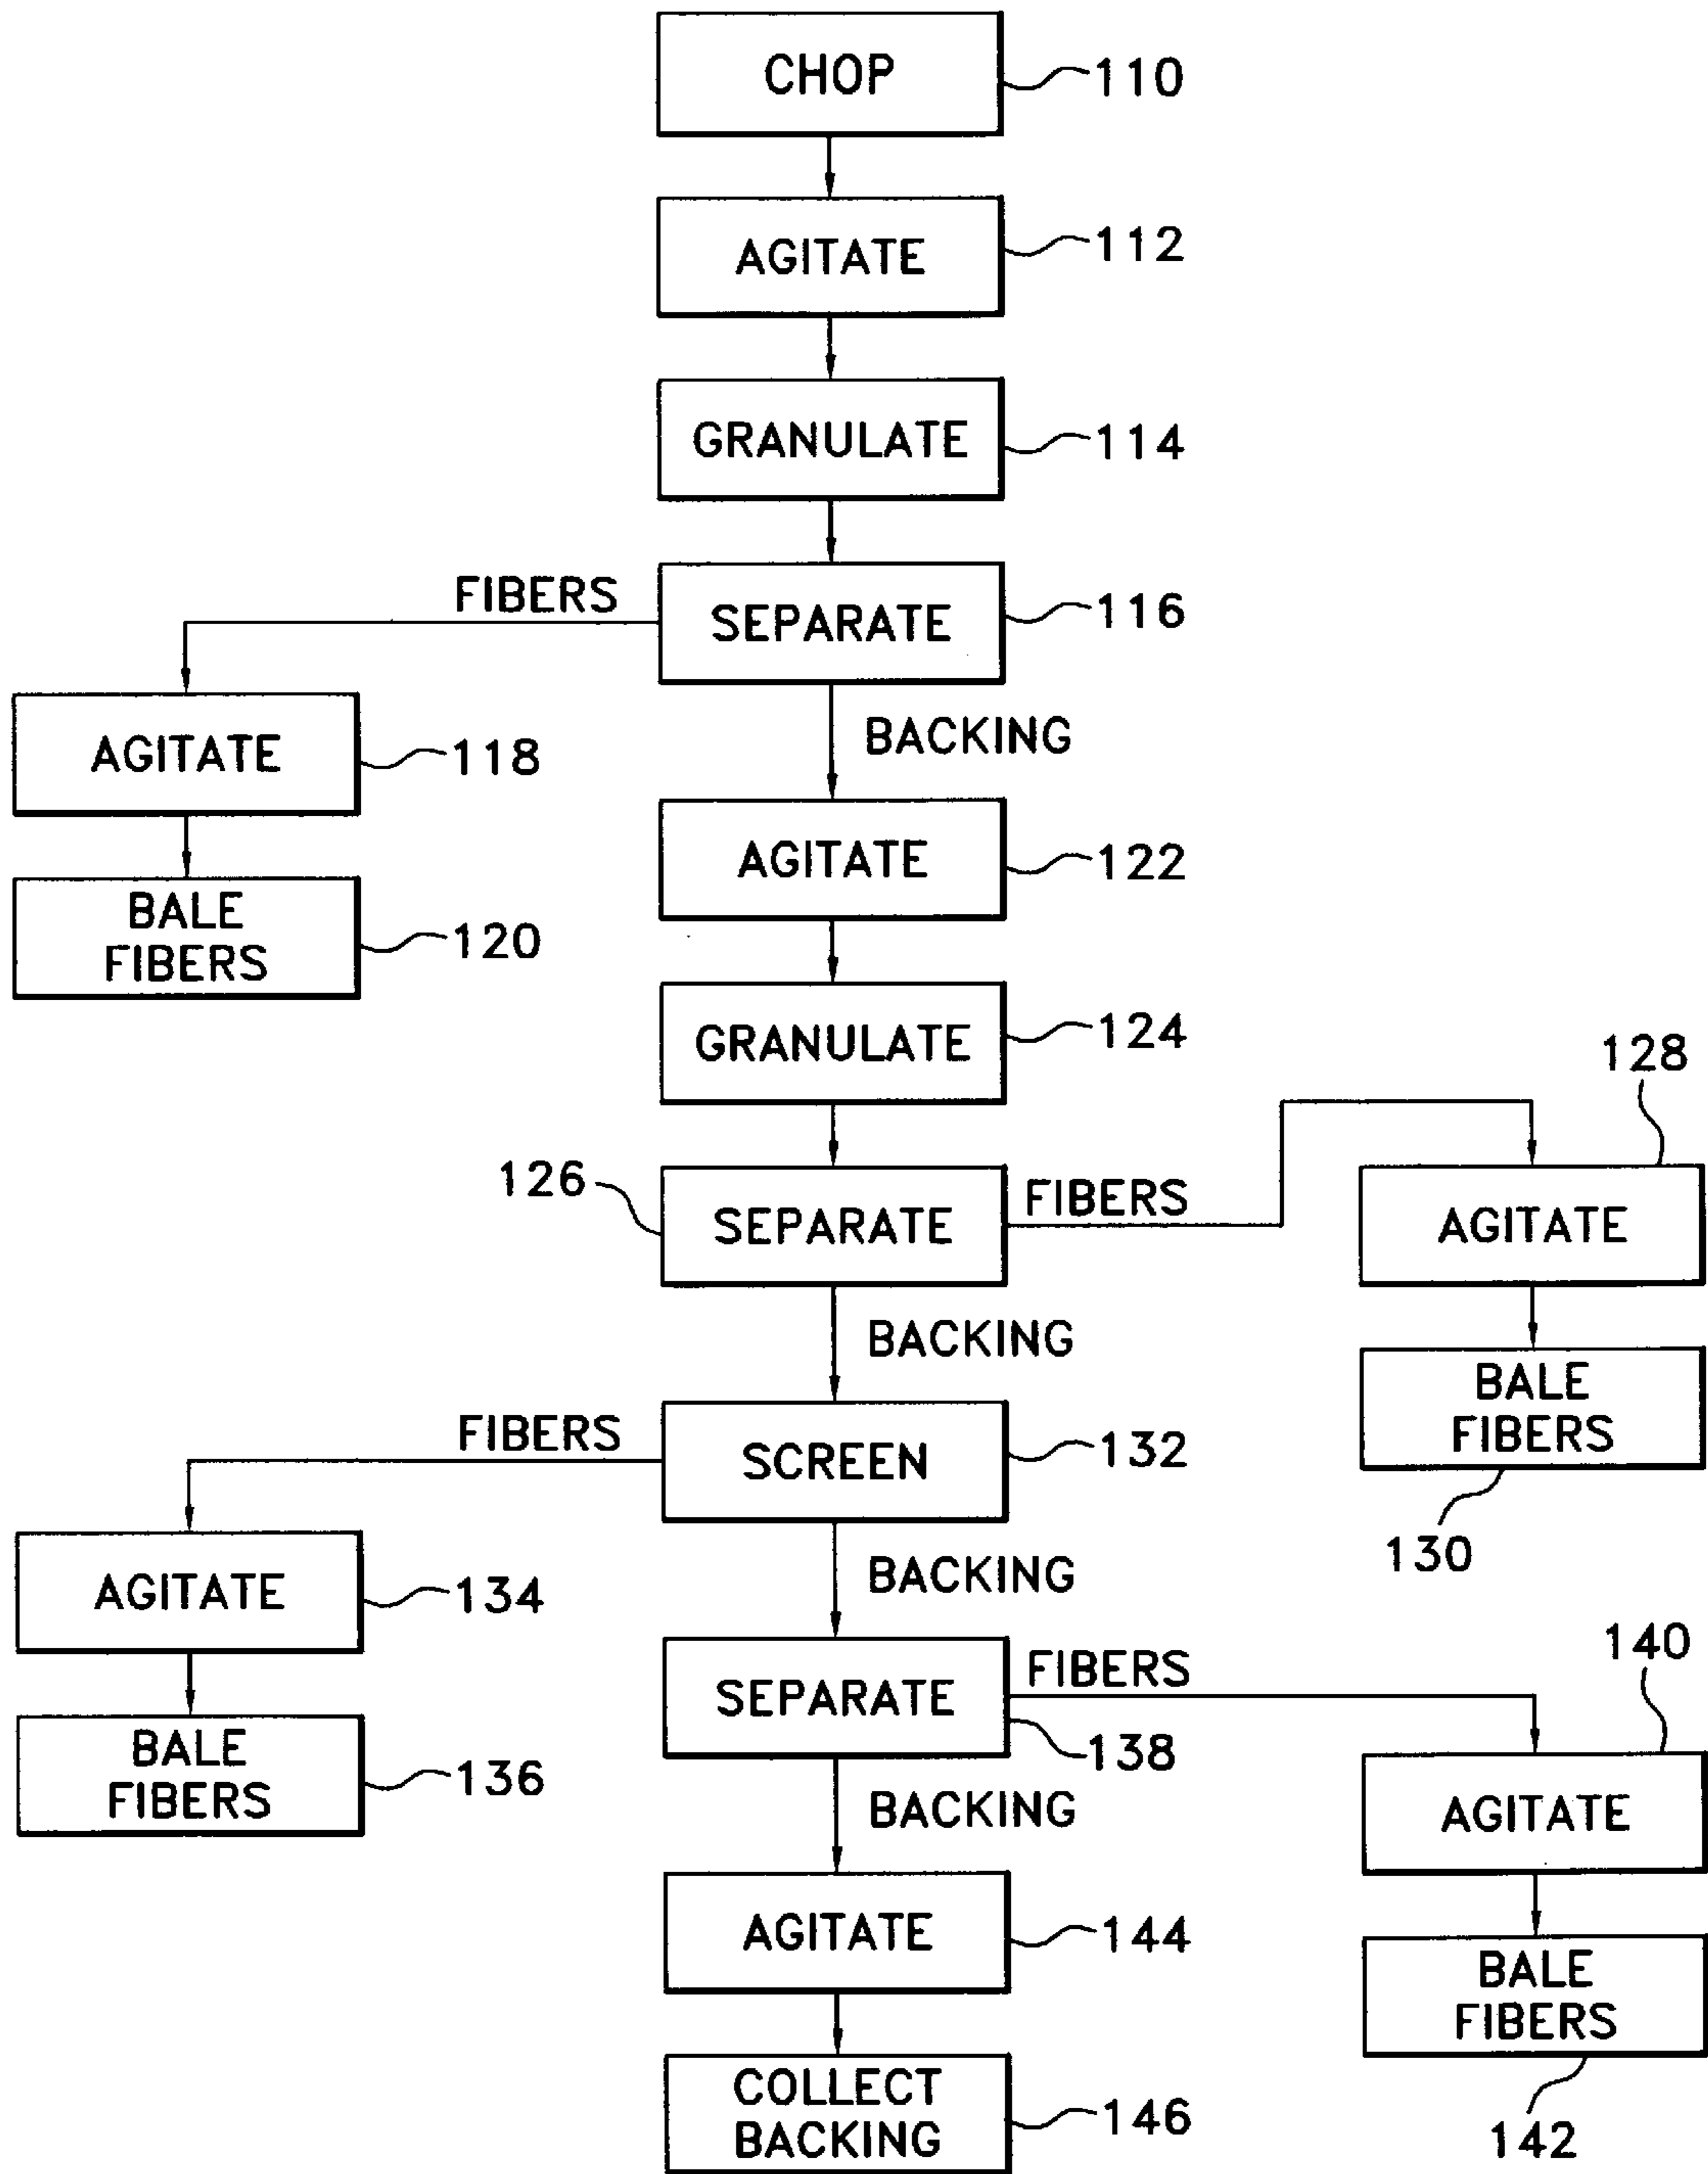 CHOP
110
AGITATE
112
GRANULATE
114
FIBERS
SEPARATE
116
AGITATE
118
BACKING
BALE
FIBERS
120
AGITATE
122
GRANULATE
124
128
126
SEPARATE
FIBERS
AGITATE
BACKING
BALE
FIBERS
130
FIBERS
SCREEN
132
AGITATE
134
BACKING
140
SEPARATE
FIBERS
138
BALE
FIBERS
136
BACKING
AGITATE
AGITATE
144
BALE
FIBERS
142
COLLECT
BACKING
146